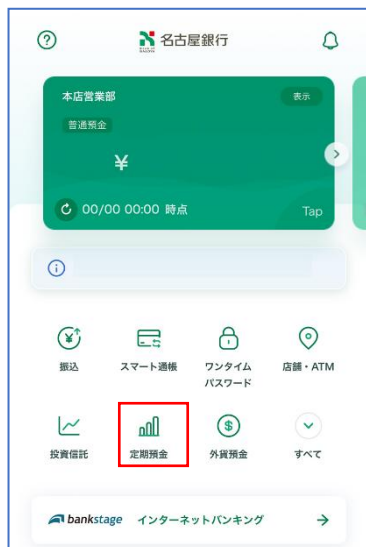 名古屋銀行
本店営業部 表示
普通預金
¥
00/00 00:00 時点 Tap
振込 スマート通帳 ワンタイム 店舗・ATM
パスワード
投資信託 定期預金 外貨預金 すべて
bankstage インターネットバンキング